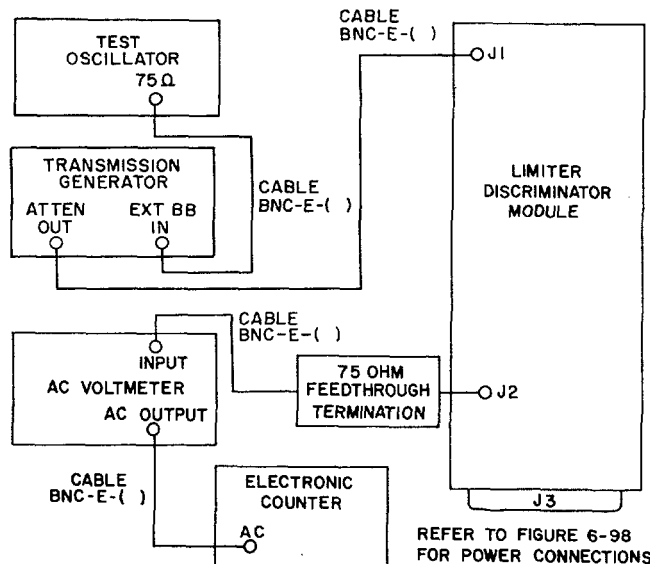 TEST
OSCILLATOR
75Ω
TRANSMISSION
GENERATOR
ATTEN
OUT
EXT BB
IN
CABLE
BNC-E-( )
CABLE
BNC-E-( )
J1
LIMITER
DISCRIMINATOR
MODULE
CABLE
BNC-E-( )
INPUT
AC VOLTMETER
AC OUTPUT
75 OHM
FEEDTHROUGH
TERMINATION
J2
CABLE
BNC-E-( )
ELECTRONIC
COUNTER
AC
J3
REFER TO FIGURE 6-98
FOR POWER CONNECTIONS